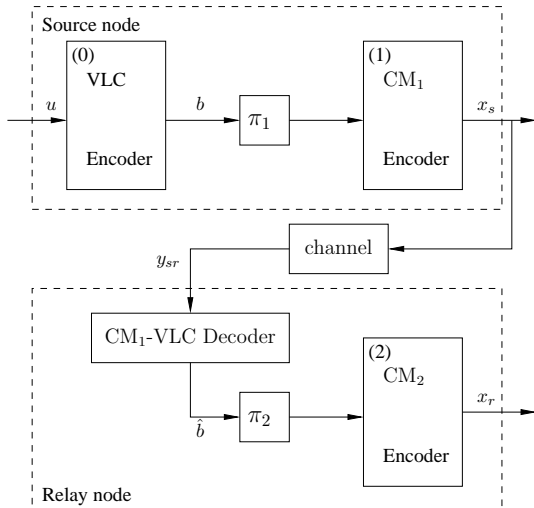 Source node
(0)
VLC
Encoder
u
b
π₁
(1)
CM₁
Encoder
xₛ
channel
yₛᵣ
CM₁-VLC Decoder
b̂
π₂
(2)
CM₂
Encoder
xᵣ
Relay node